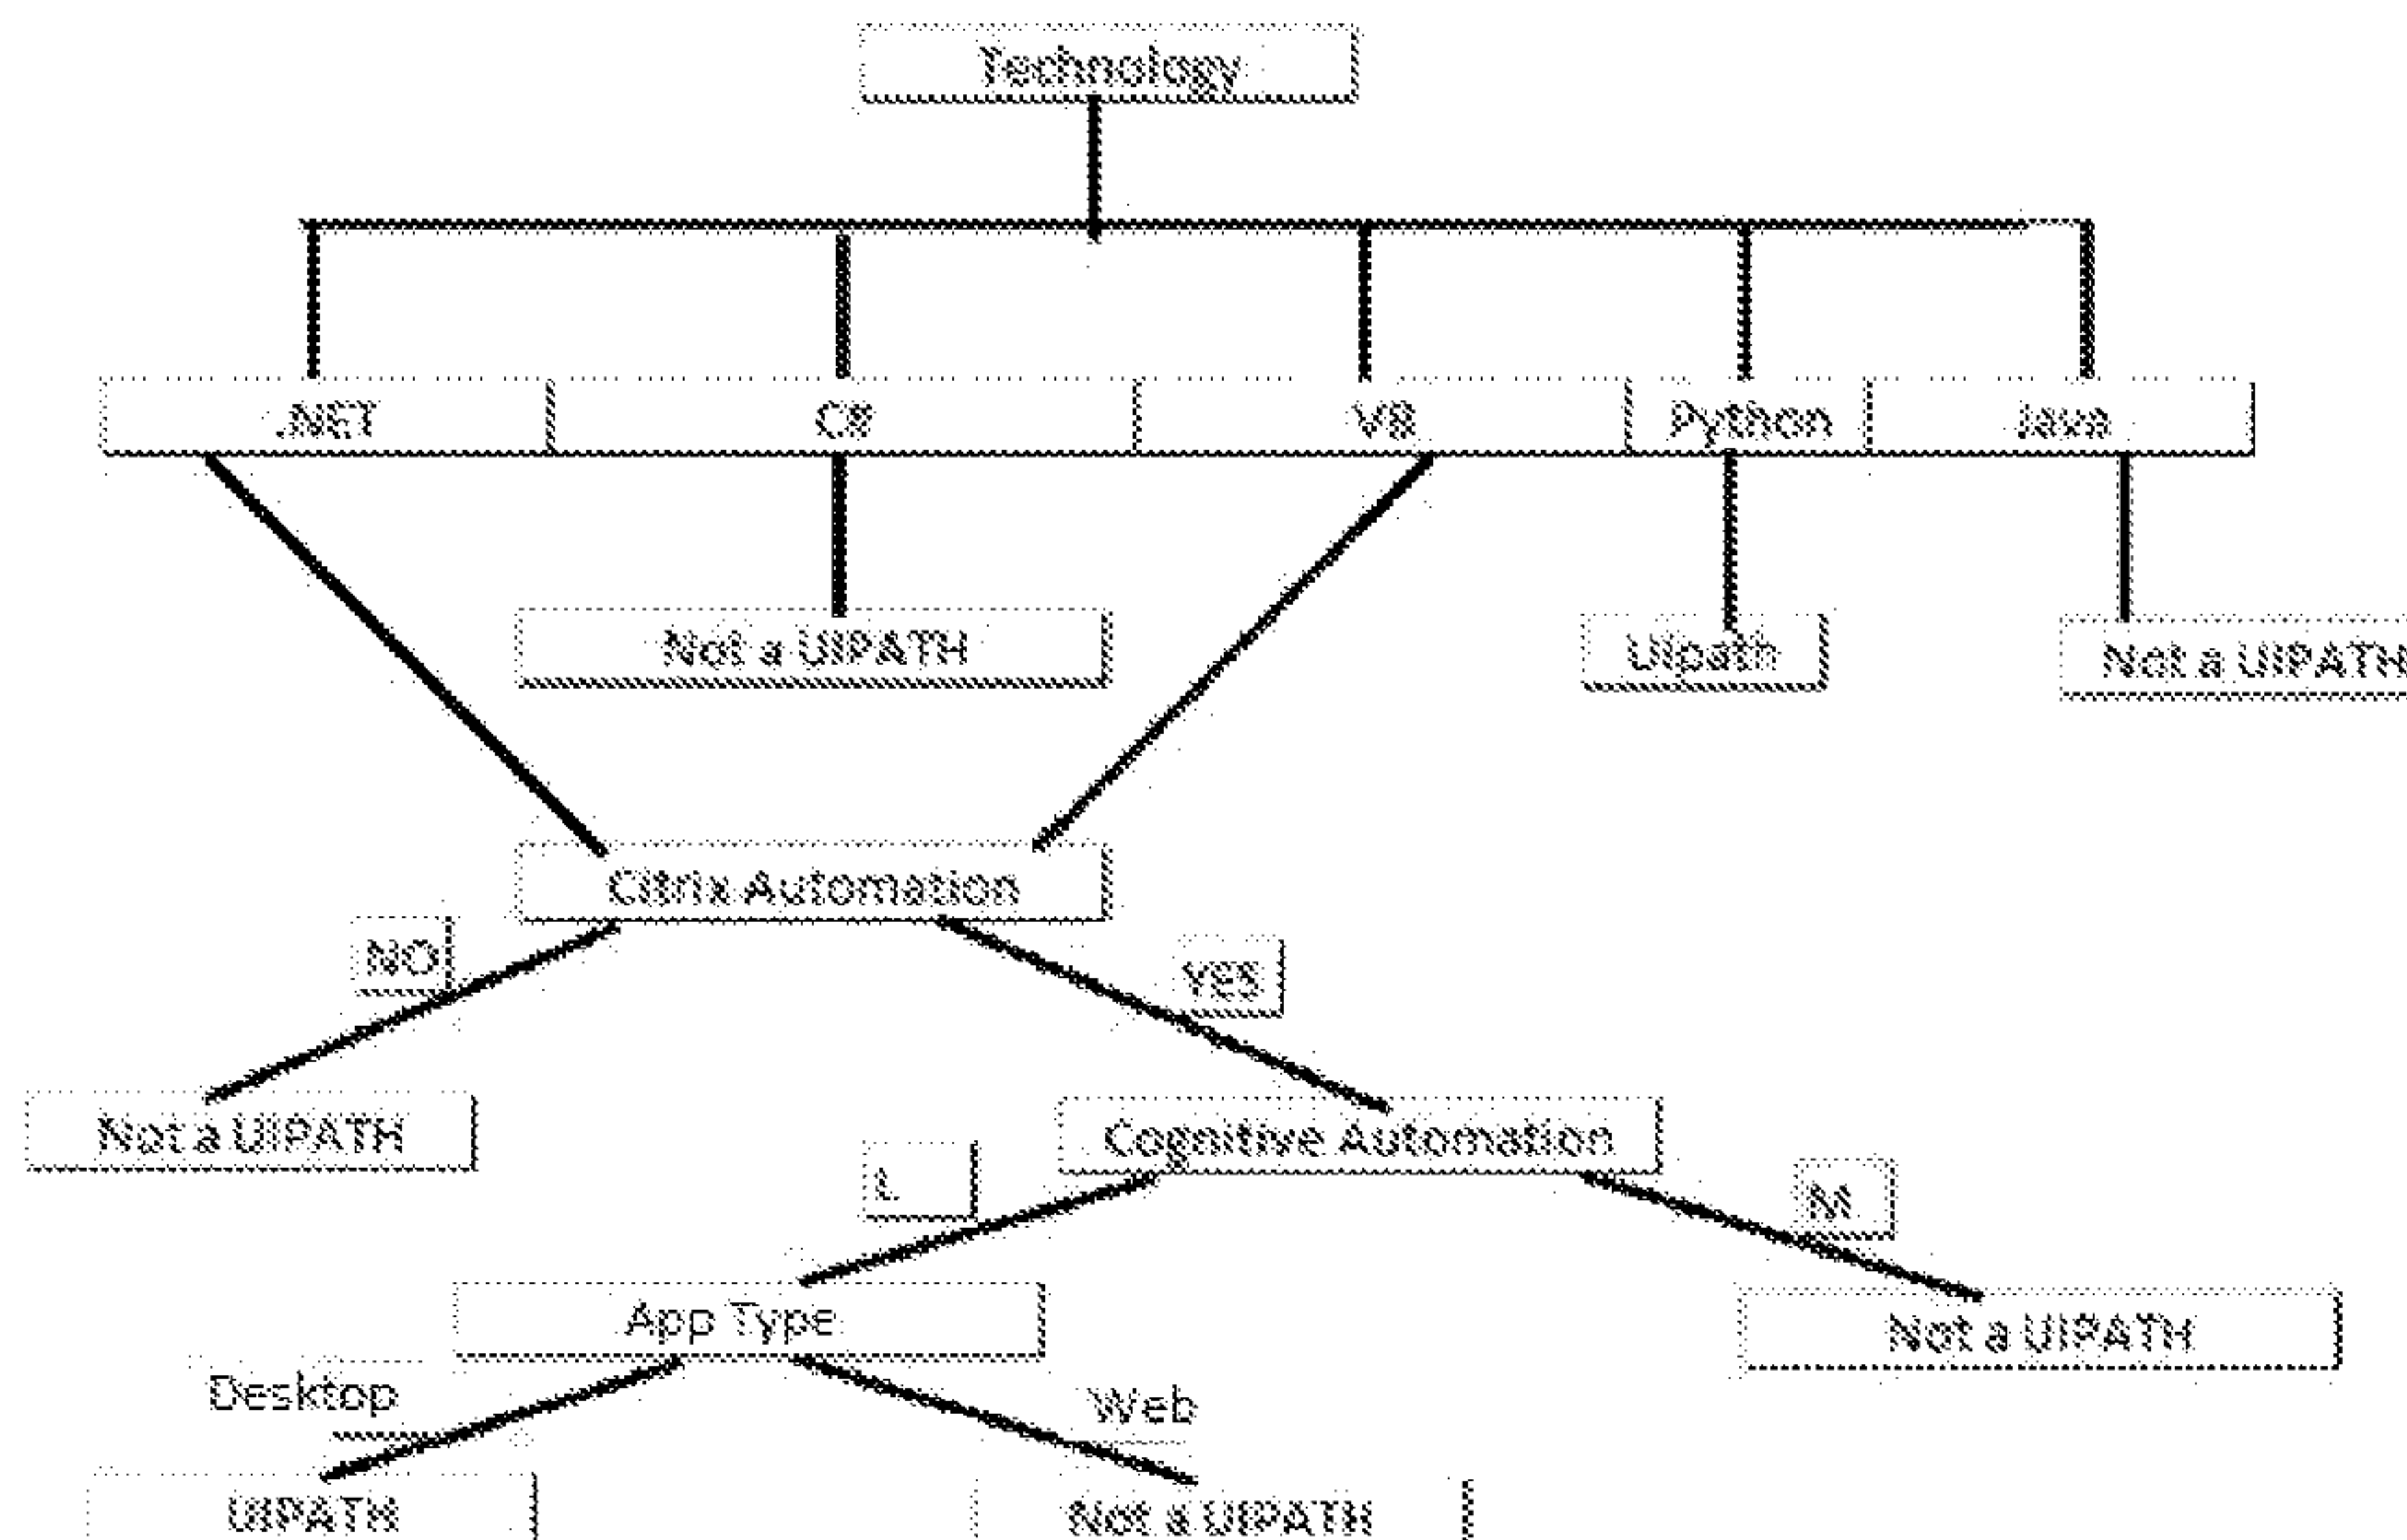 Technology
.NET C# VB Python Java
Not a UIPATH Uipath Not a UIPATH
Citrix Automation
NO YES
Not a UIPATH Cognitive Automation
L M
App Type Not a UIPATH
Desktop Web
UIPATH Not a UIPATH